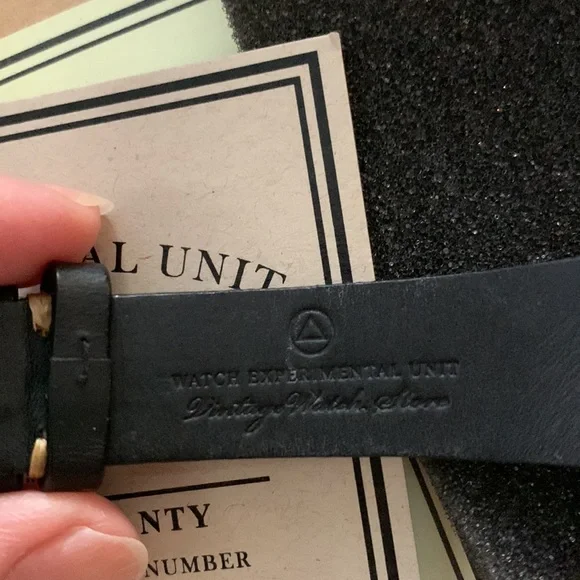 AL UNIT
WATCH EXPERIMENTAL UNIT
Vintage Watch Store
NTY
NUMBER